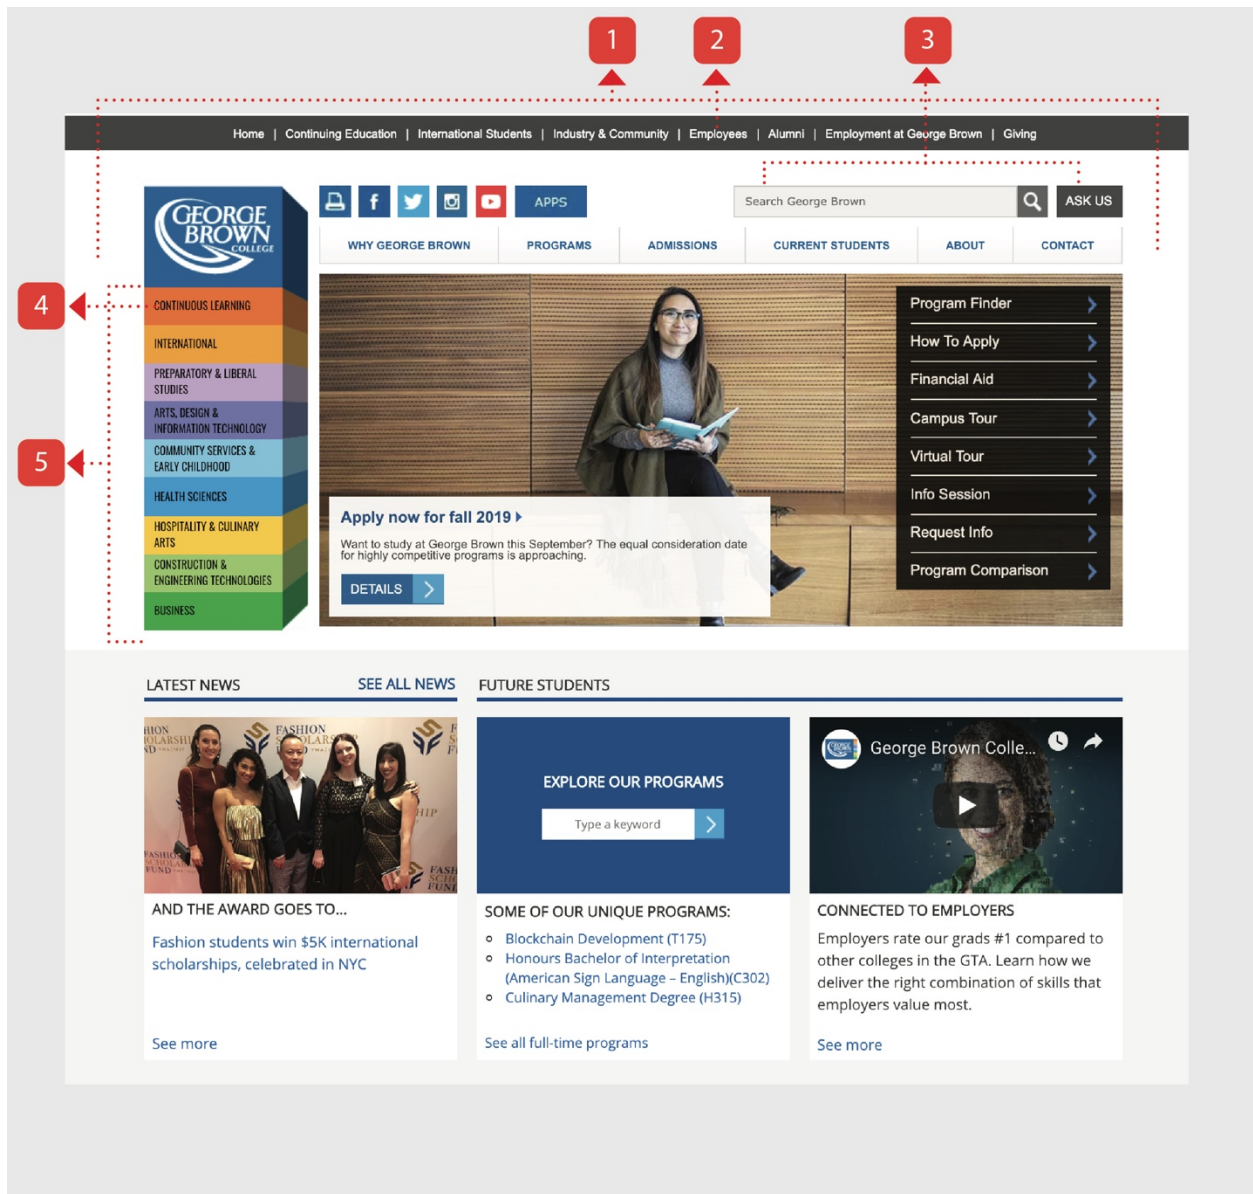 1
2
3
Home | Continuing Education | International Students | Industry & Community | Employees | Alumni | Employment at George Brown | Giving
GEORGE
BROWN
COLLEGE
f
APPS
Search George Brown
ASK US
WHY GEORGE BROWN
PROGRAMS
ADMISSIONS
CURRENT STUDENTS
ABOUT
CONTACT
4
5
CONTINUOUS LEARNING
INTERNATIONAL
PREPARATORY & LIBERAL
STUDIES
ARTS, DESIGN &
INFORMATION TECHNOLOGY
COMMUNITY SERVICES &
EARLY CHILDHOOD
HEALTH SCIENCES
HOSPITALITY & CULINARY
ARTS
CONSTRUCTION &
ENGINEERING TECHNOLOGIES
BUSINESS
Program Finder
How To Apply
Financial Aid
Campus Tour
Virtual Tour
Info Session
Request Info
Program Comparison
Apply now for fall 2019
Want to study at George Brown this September? The equal consideration date
for highly competitive programs is approaching.
DETAILS
LATEST NEWS
SEE ALL NEWS
FUTURE STUDENTS
FASHION
EXPLORE OUR PROGRAMS
Type a keyword
George Brown Colle...
AND THE AWARD GOES TO...
Fashion students win $5K international
scholarships, celebrated in NYC
See more
SOME OF OUR UNIQUE PROGRAMS:
Blockchain Development (T175)
Honours Bachelor of Interpretation
(American Sign Language – English)(C302)
Culinary Management Degree (H315)
See all full-time programs
CONNECTED TO EMPLOYERS
Employers rate our grads #1 compared to
other colleges in the GTA. Learn how we
deliver the right combination of skills that
employers value most.
See more